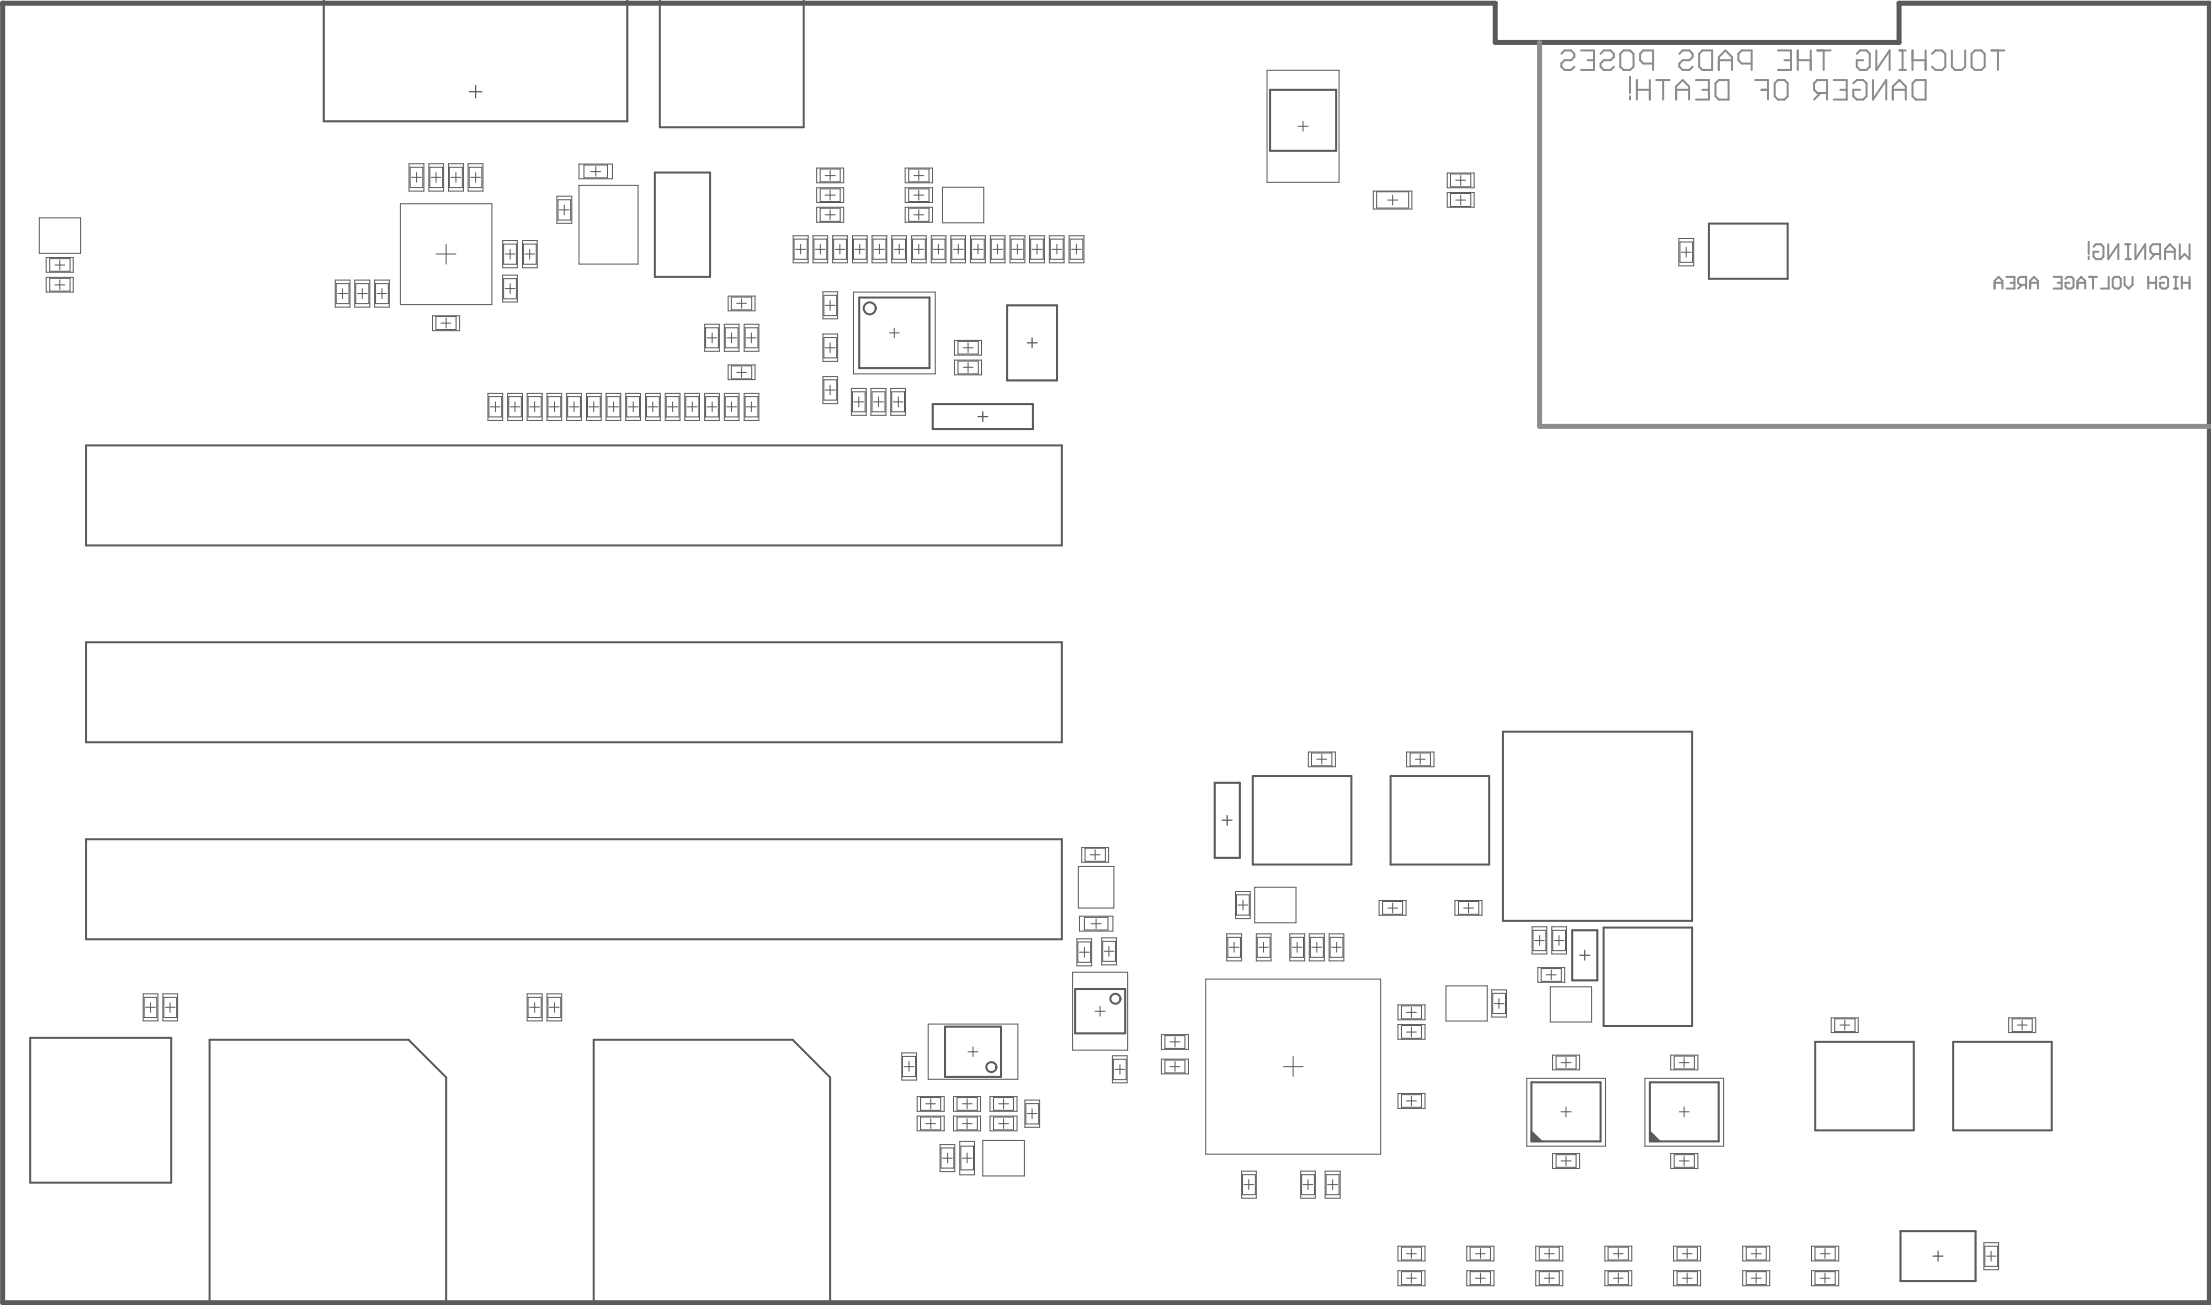 TOUCHING THE PADS POSES
DANGER OF DEATH!
WARNING!
HIGH VOLTAGE AREA